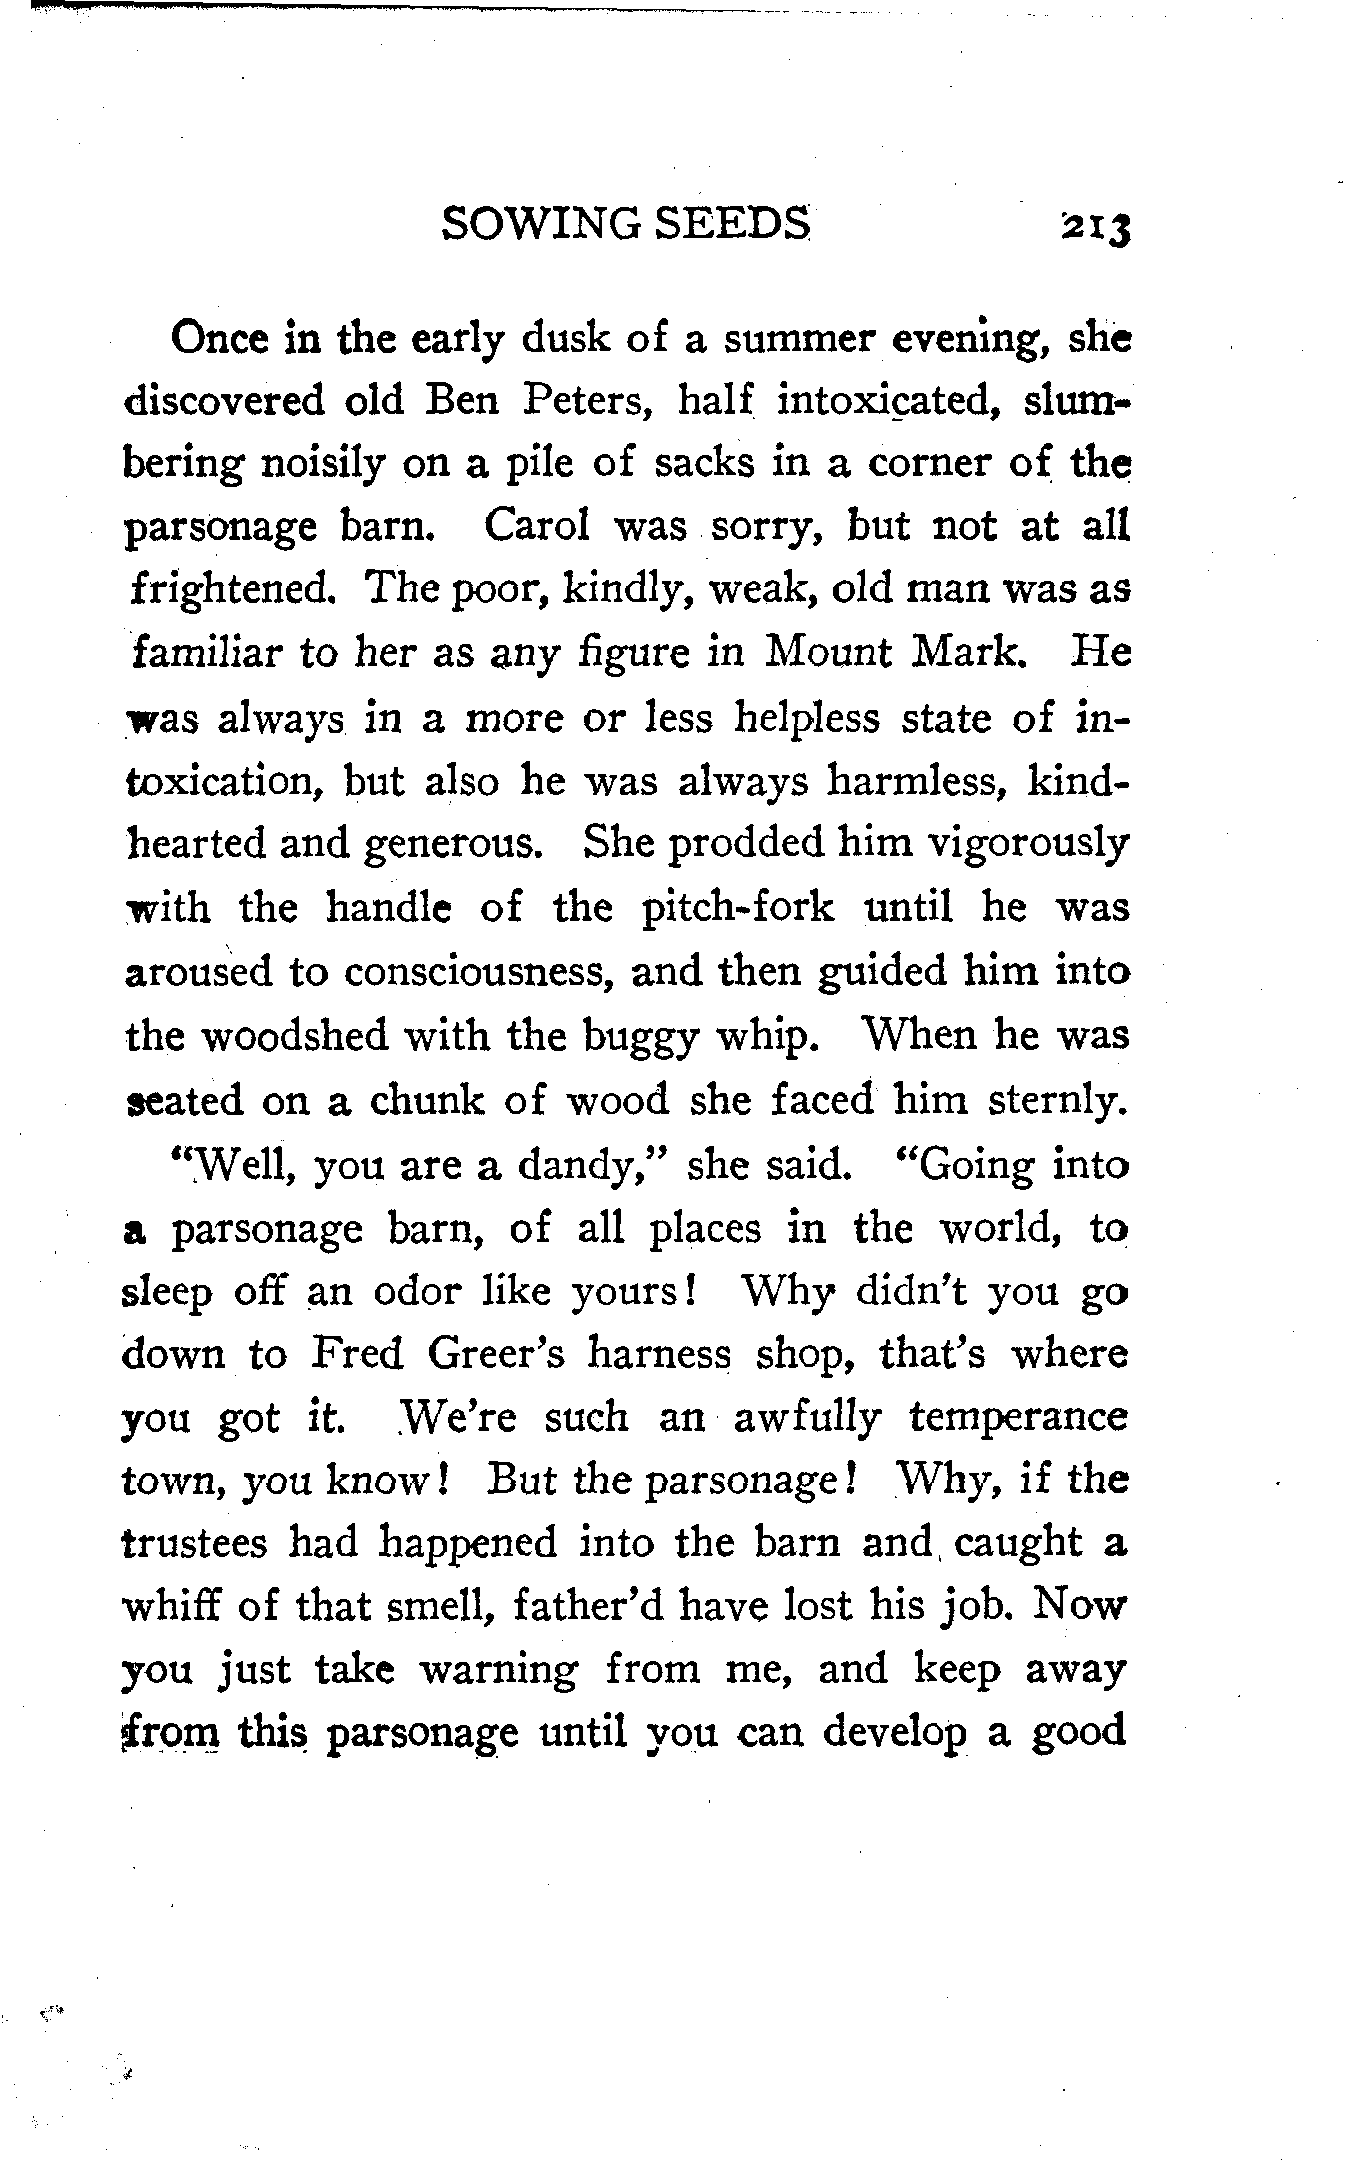 SOWING SEEDS 213
Once in the early dusk of a summer evening, she
discovered old Ben Peters, half intoxicated, slum-
bering noisily on a pile of sacks in a corner of the
parsonage barn. Carol was sorry, but not at all
frightened. The poor, kindly, weak, old man was as
familiar to her as any figure in Mount Mark. He
was always in a more or less helpless state of in-
toxication, but also he was always harmless, kind-
hearted and generous. She prodded him vigorously
with the handle of the pitch-fork until he was
aroused to consciousness, and then guided him into
the woodshed with the buggy whip. When he was
seated on a chunk of wood she faced him sternly.
“Well, you are a dandy,” she said. “Going into
a parsonage barn, of all places in the world, to
sleep off an odor like yours! Why didn’t you go
down to Fred Greer’s harness shop, that’s where
you got it. We’re such an awfully temperance
town, you know! But the parsonage! Why, if the
trustees had happened into the barn and caught a
whiff of that smell, father’d have lost his job. Now
you just take warning from me, and keep away
from this parsonage until you can develop a good